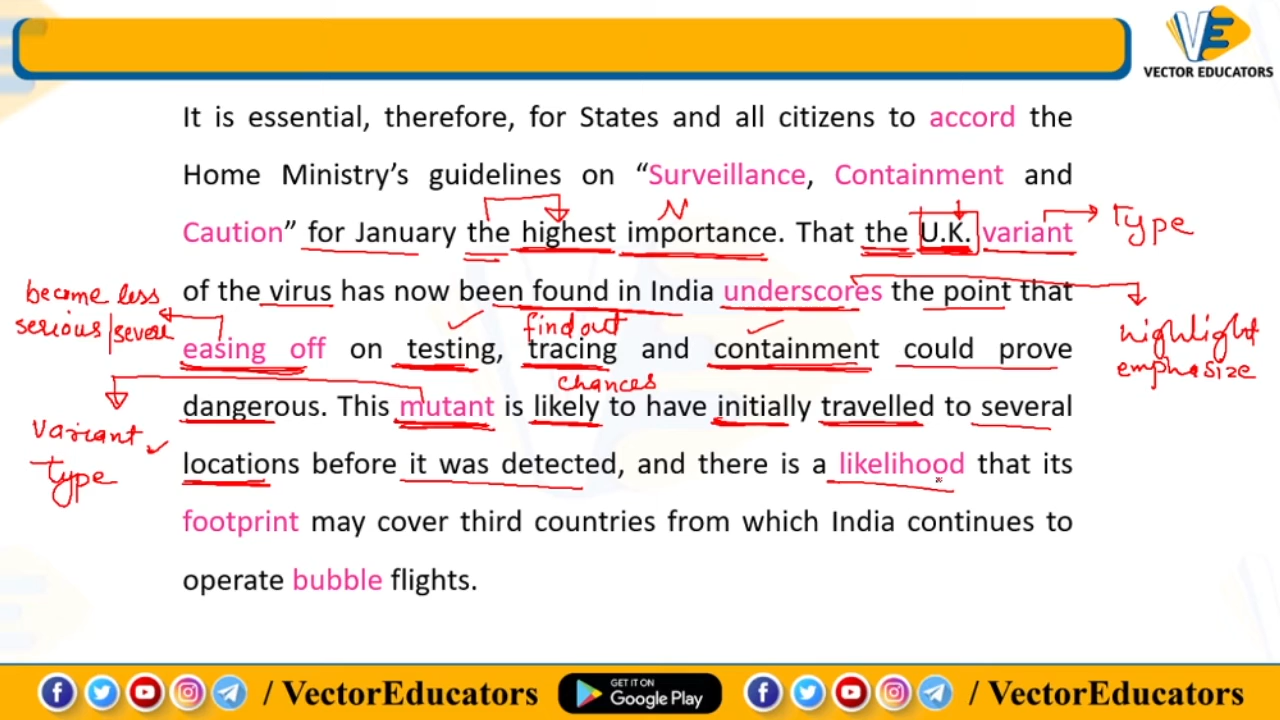 VECTOR EDUCATORS
It is essential, therefore, for States and all citizens to accord the
Home Ministry's guidelines on “Surveillance, Containment and
N
Caution” for January the highest importance. That the U.K. variant
Type
of the virus has now been found in India underscores the point that
become less
serious/severe
find out
highlight
emphasize
easing off on testing, tracing and containment could prove
chances
dangerous. This mutant is likely to have initially travelled to several
variant
Type
locations before it was detected, and there is a likelihood that its
footprint may cover third countries from which India continues to
operate bubble flights.
/ VectorEducators
GET IT ON
Google Play
/ VectorEducators